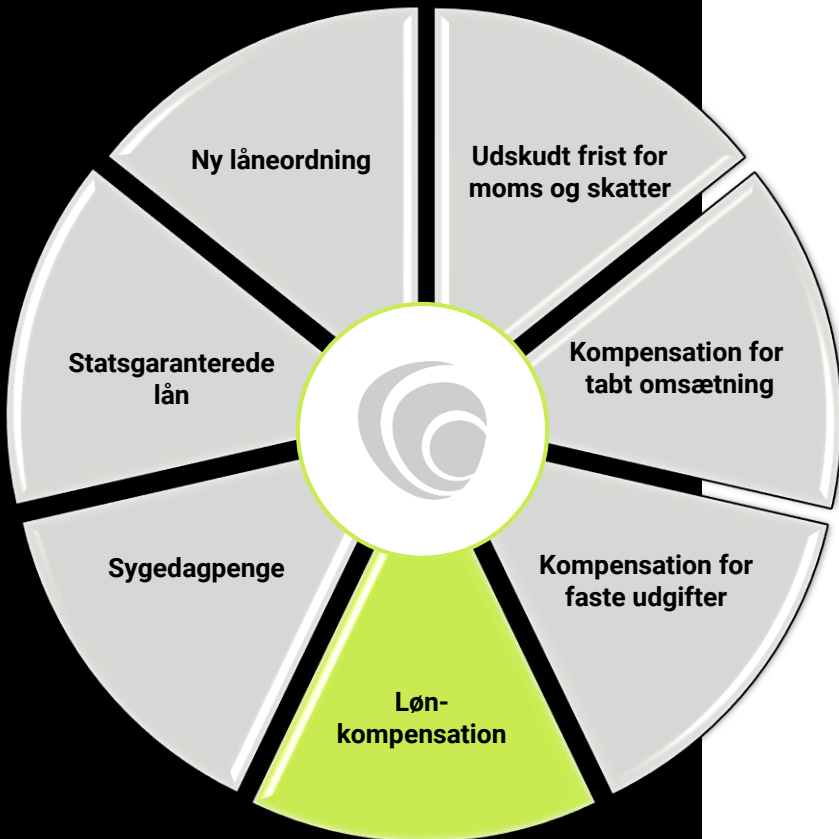 Ny låneordning
Udskudt frist for
moms og skatter
Statsgaranterede
lån
Kompensation for
tabt omsætning
Sygedagpenge
Kompensation for
faste udgifter
Løn-
kompensation